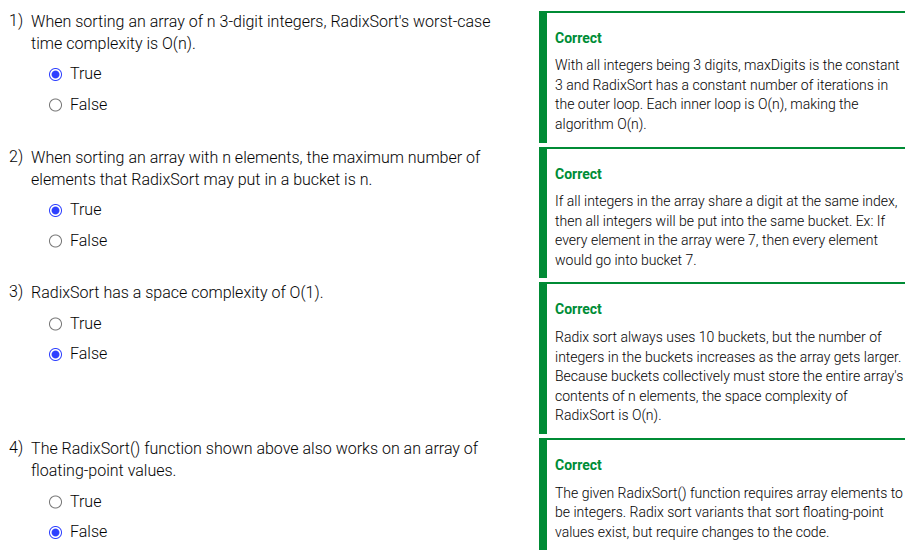 1) When sorting an array of n 3-digit integers, RadixSort's worst-case
time complexity is O(n).
True
False
Correct
With all integers being 3 digits, maxDigits is the constant
3 and RadixSort has a constant number of iterations in
the outer loop. Each inner loop is O(n), making the
algorithm O(n).
2) When sorting an array with n elements, the maximum number of
elements that RadixSort may put in a bucket is n.
True
False
Correct
If all integers in the array share a digit at the same index,
then all integers will be put into the same bucket. Ex: If
every element in the array were 7, then every element
would go into bucket 7.
3) RadixSort has a space complexity of O(1).
True
False
Correct
Radix sort always uses 10 buckets, but the number of
integers in the buckets increases as the array gets larger.
Because buckets collectively must store the entire array's
contents of n elements, the space complexity of
RadixSort is O(n).
4) The RadixSort() function shown above also works on an array of
floating-point values.
True
False
Correct
The given RadixSort() function requires array elements to
be integers. Radix sort variants that sort floating-point
values exist, but require changes to the code.